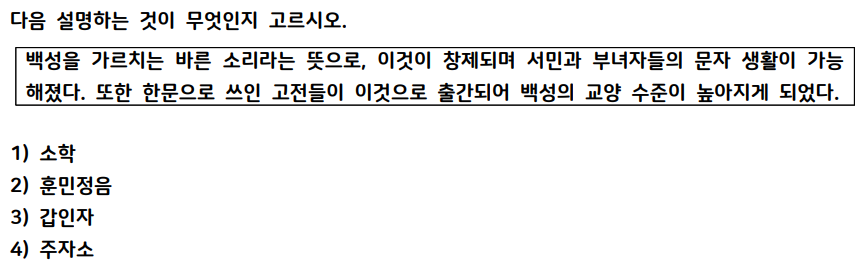 다음 설명하는 것이 무엇인지 고르시오.
백성을 가르치는 바른 소리라는 뜻으로, 이것이 창제되며 서민과 부녀자들의 문자 생활이 가능
해졌다. 또한 한문으로 쓰인 고전들이 이것으로 출간되어 백성의 교양 수준이 높아지게 되었다.
1) 소학
2) 훈민정음
3) 갑인자
4) 주자소